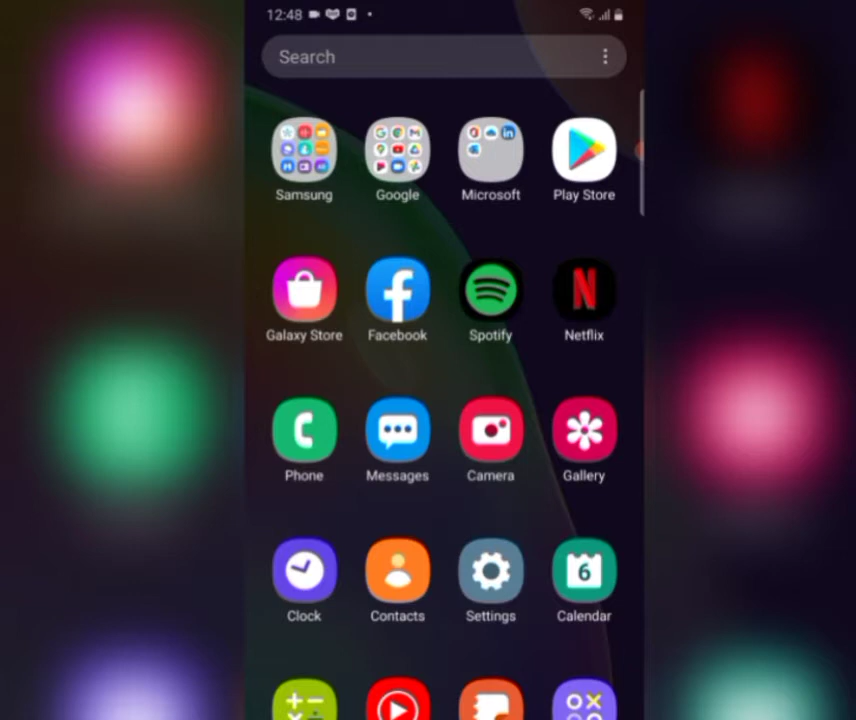 12:48
Search
Samsung Google Microsoft Play Store
Galaxy Store Facebook Spotify Netflix
Phone Messages Camera Gallery
Clock Contacts Settings 6 Calendar